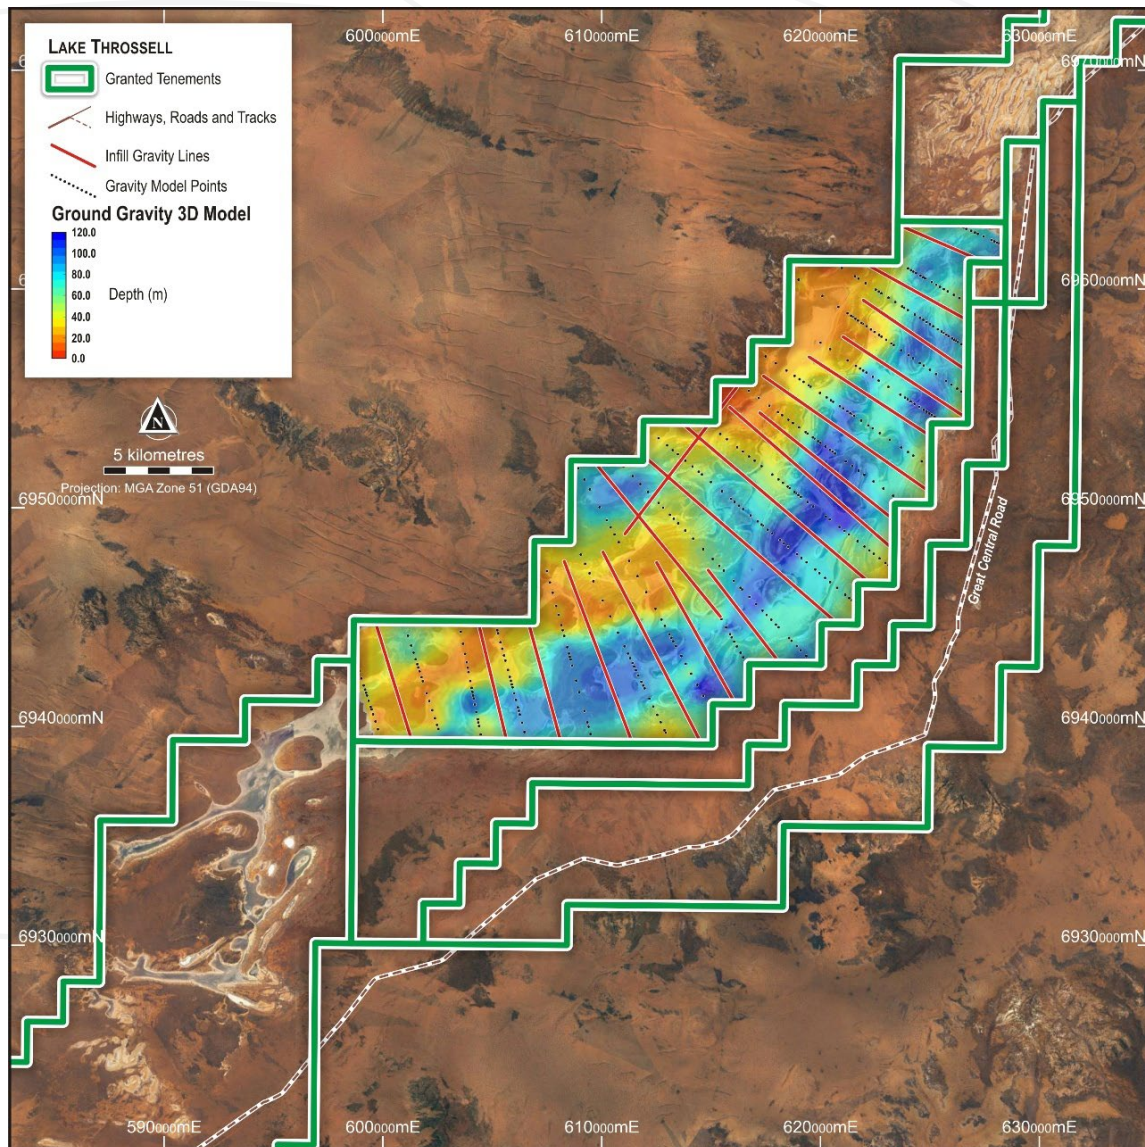 LAKE THROSSELL
Granted Tenements
Highways, Roads and Tracks
Infill Gravity Lines
Gravity Model Points
Ground Gravity 3D Model
120.0
100.0
80.0
60.0
40.0
20.0
0.0
Depth (m)
N
5 kilometres
Projection: MGA Zone 51 (GDA94)
600000mE
610000mE
620000mE
630000mE
6970000mN
6960000mN
6950000mN
6950000mN
6940000mN
6940000mN
6930000mN
6930000mN
Great Central Road
590000mE
600000mE
610000mE
620000mE
630000mE